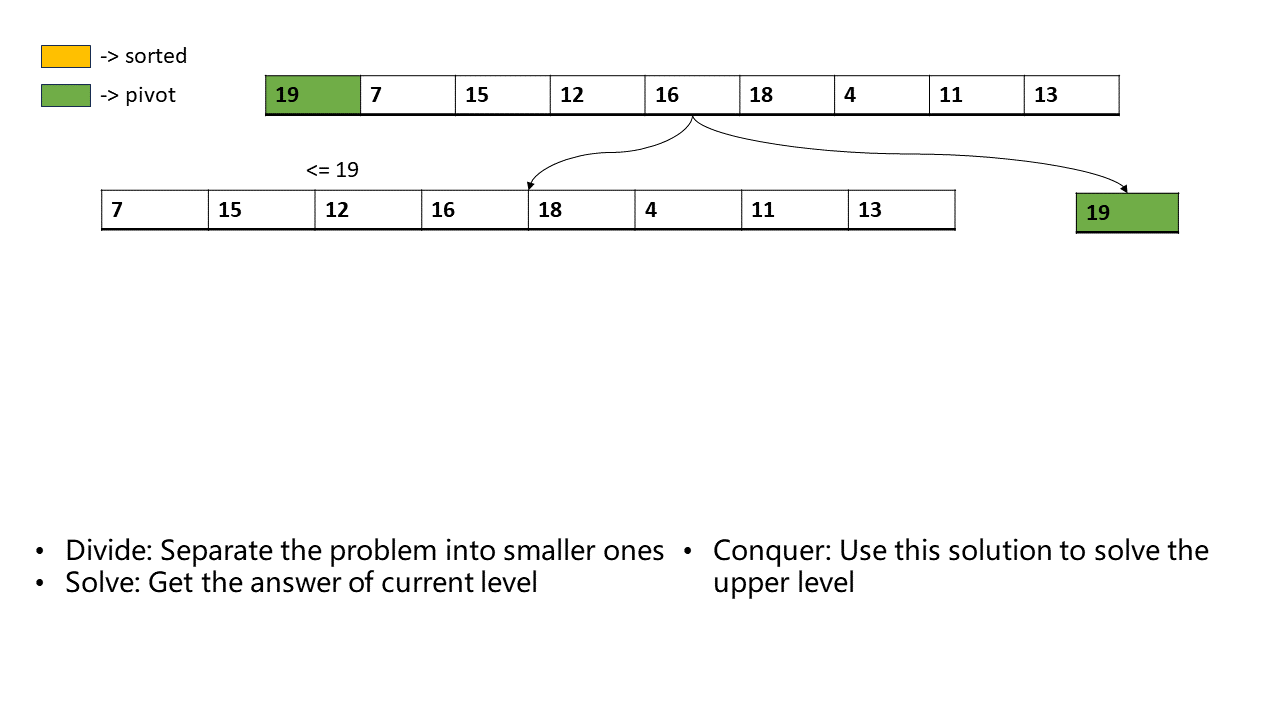 -> sorted
-> pivot
19 7 15 12 16 18 4 11 13
<= 19
7 15 12 16 18 4 11 13
19
• Divide: Separate the problem into smaller ones
• Solve: Get the answer of current level
• Conquer: Use this solution to solve the
upper level